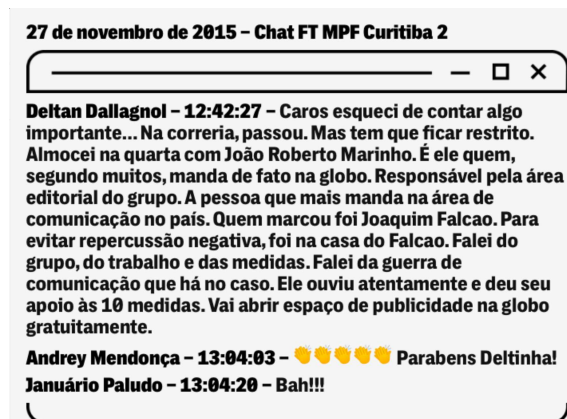 27 de novembro de 2015 – Chat FT MPF Curitiba 2
Deltan Dallagnol – 12:42:27 – Caros esqueci de contar algo
importante... Na correria, passou. Mas tem que ficar restrito.
Almocei na quarta com João Roberto Marinho. É ele quem,
segundo muitos, manda de fato na globo. Responsável pela área
editorial do grupo. A pessoa que mais manda na área de
comunicação no país. Quem marcou foi Joaquim Falcao. Para
evitar repercussão negativa, foi na casa do Falcao. Falei do
grupo, do trabalho e das medidas. Falei da guerra de
comunicação que há no caso. Ele ouviu atentamente e deu seu
apoio às 10 medidas. Vai abrir espaço de publicidade na globo
gratuitamente.
Andrey Mendonça – 13:04:03 – 👏👏👏👏👏 Parabens Deltinha!
Januário Paludo – 13:04:20 – Bah!!!